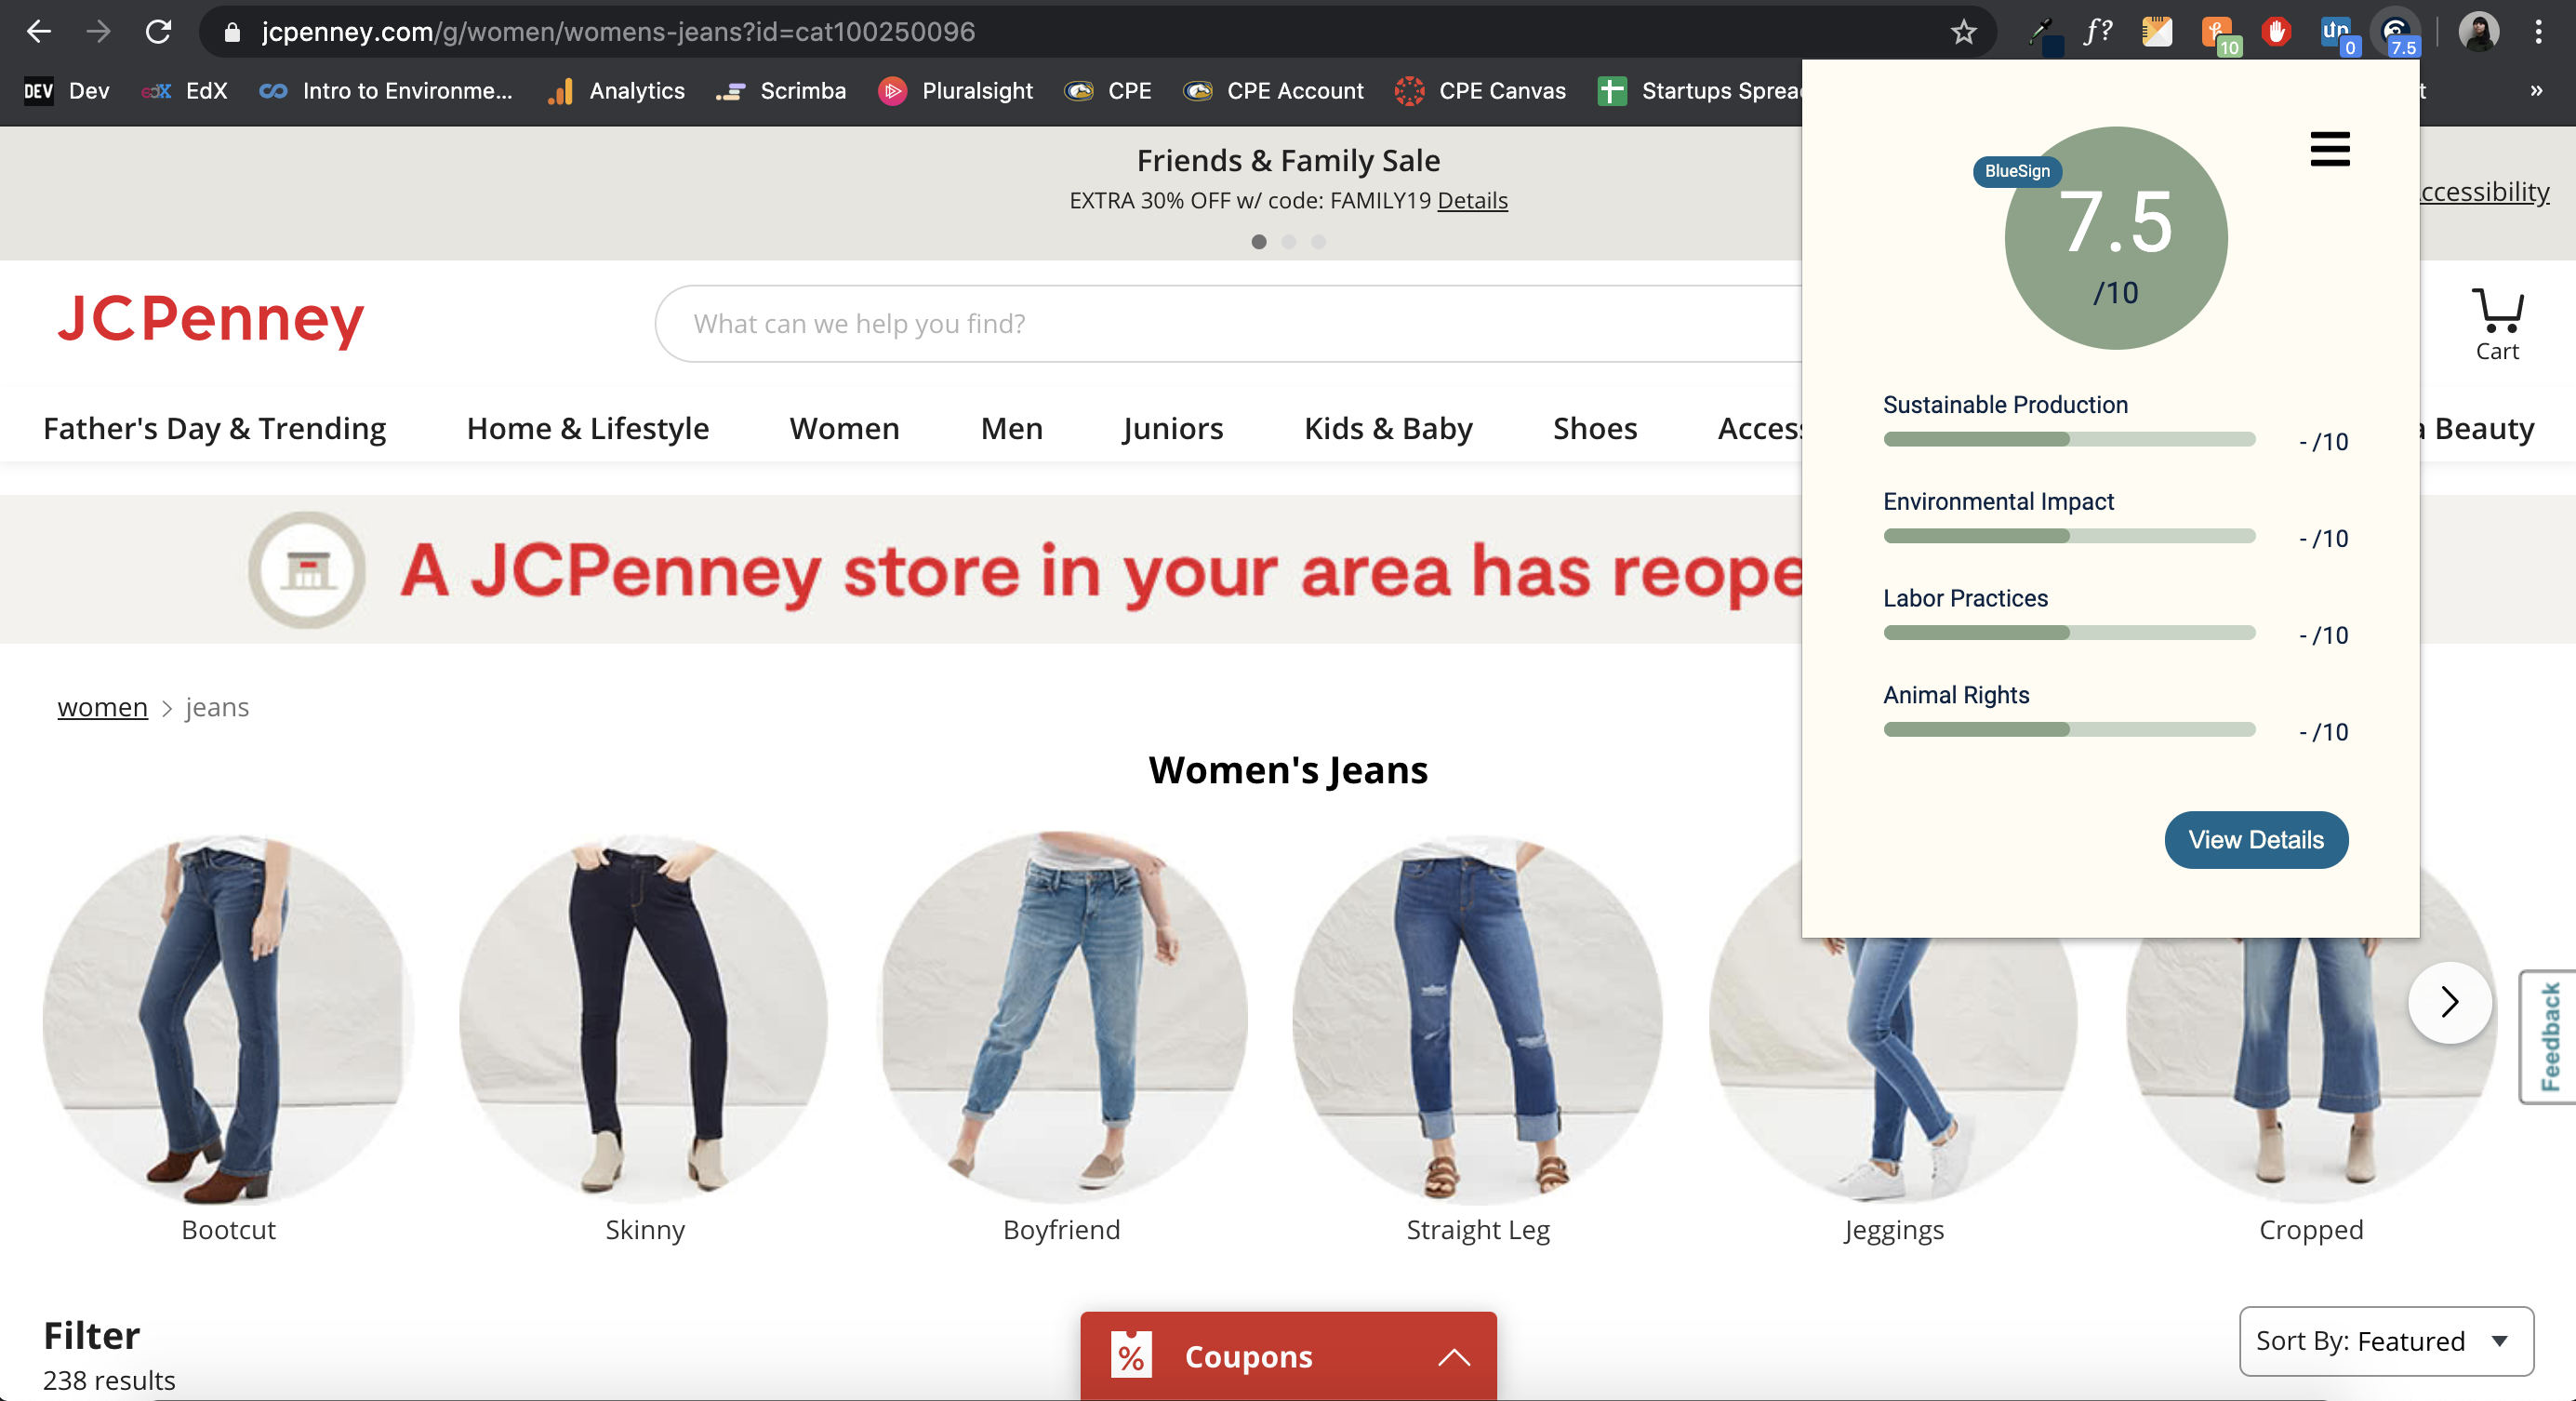 jcpenney.com/g/women/womens-jeans?id=cat100250096
f?
10
up
0
7.5
DEV Dev
edX EdX
Intro to Environme...
Analytics
Scrimba
Pluralsight
CPE
CPE Account
CPE Canvas
Startups Sprea
t
»
Friends & Family Sale
EXTRA 30% OFF w/ code: FAMILY19 Details
ccessibility
JCPenney
What can we help you find?
Cart
Father's Day & Trending
Home & Lifestyle
Women
Men
Juniors
Kids & Baby
Shoes
Access
a Beauty
A JCPenney store in your area has reope
BlueSign
7.5
/10
Sustainable Production
- /10
Environmental Impact
- /10
Labor Practices
- /10
Animal Rights
- /10
View Details
women > jeans
Women's Jeans
Bootcut
Skinny
Boyfriend
Straight Leg
Jeggings
Cropped
Feedback
Filter
238 results
% Coupons
Sort By: Featured